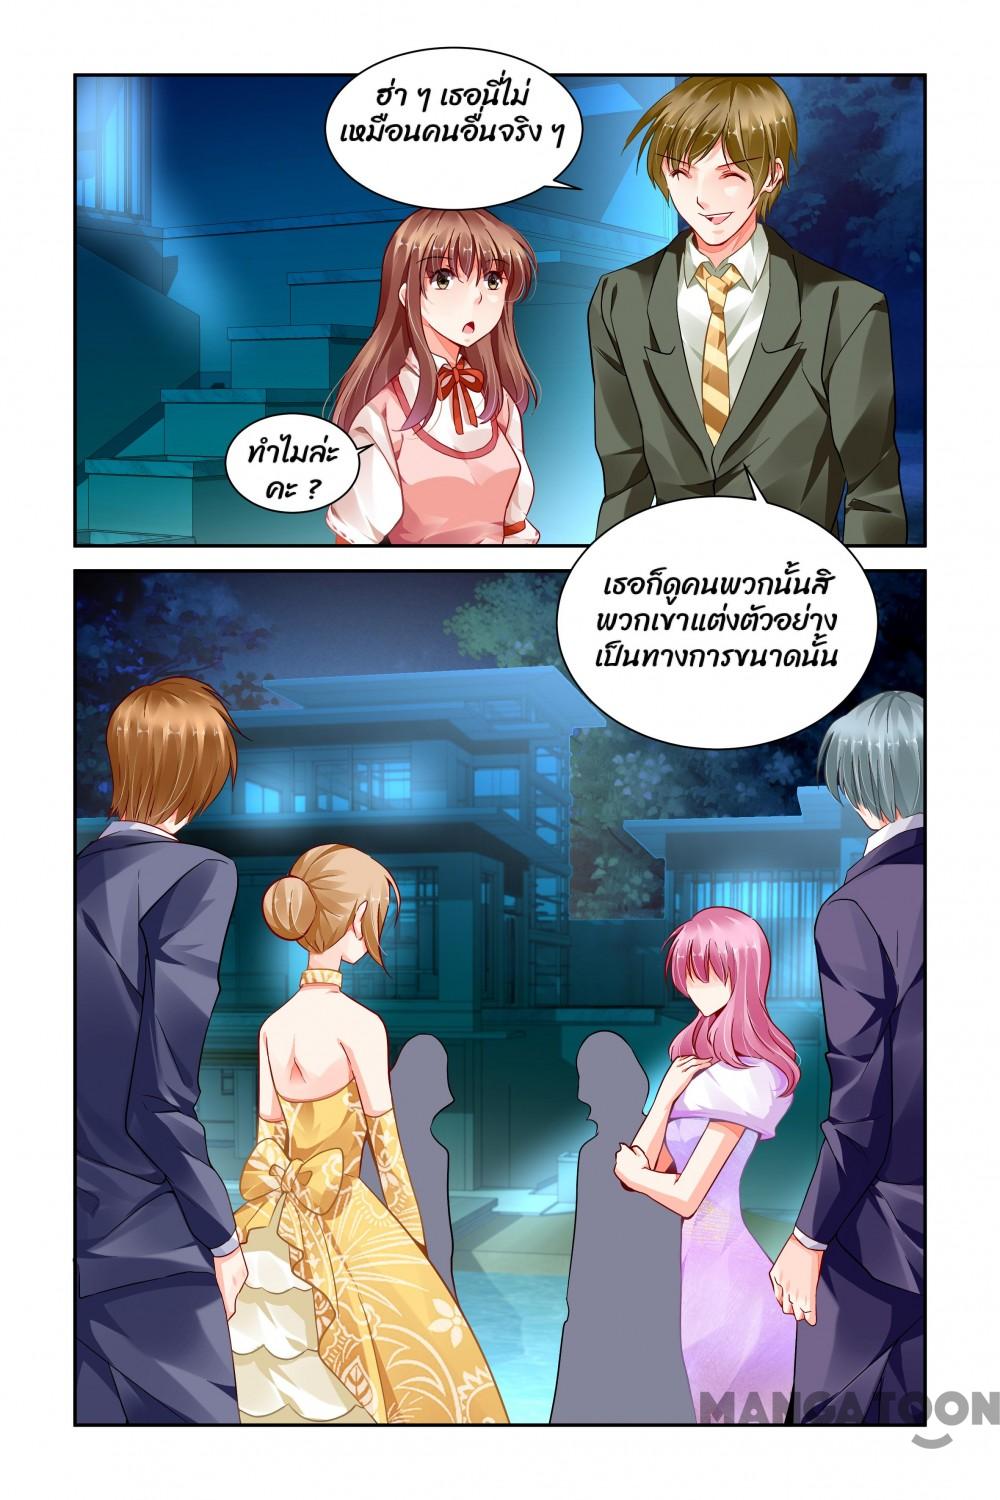 ฮ่า ๆ เธอนี่ไม่
เหมือนคนอื่นจริง ๆ
ทำไมล่ะ
คะ ?
เธอก็ดูคนพวกนั้นสิ
พวกเขาแต่งตัวอย่าง
เป็นทางการขนาดนั้น
MANGATOON